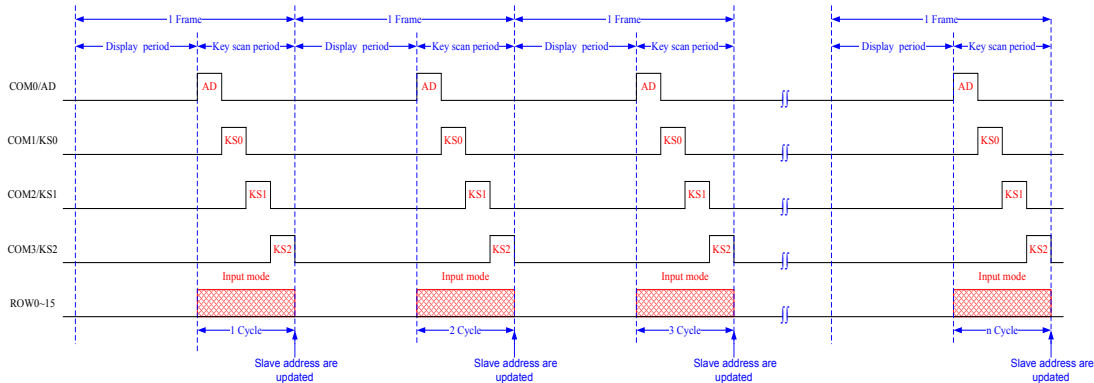 1 Frame 1 Frame 1 Frame 1 Frame
Display period Key scan period Display period Key scan period Display period Key scan period Display period Key scan period
COM0/AD AD AD AD AD
COM1/KS0 KS0 KS0 KS0 KS0
COM2/KS1 KS1 KS1 KS1 KS1
COM3/KS2 KS2 KS2 KS2 KS2
Input mode Input mode Input mode Input mode
ROW0~15
1 Cycle 2 Cycle 3 Cycle n Cycle
Slave address are Slave address are Slave address are Slave address are
updated updated updated updated